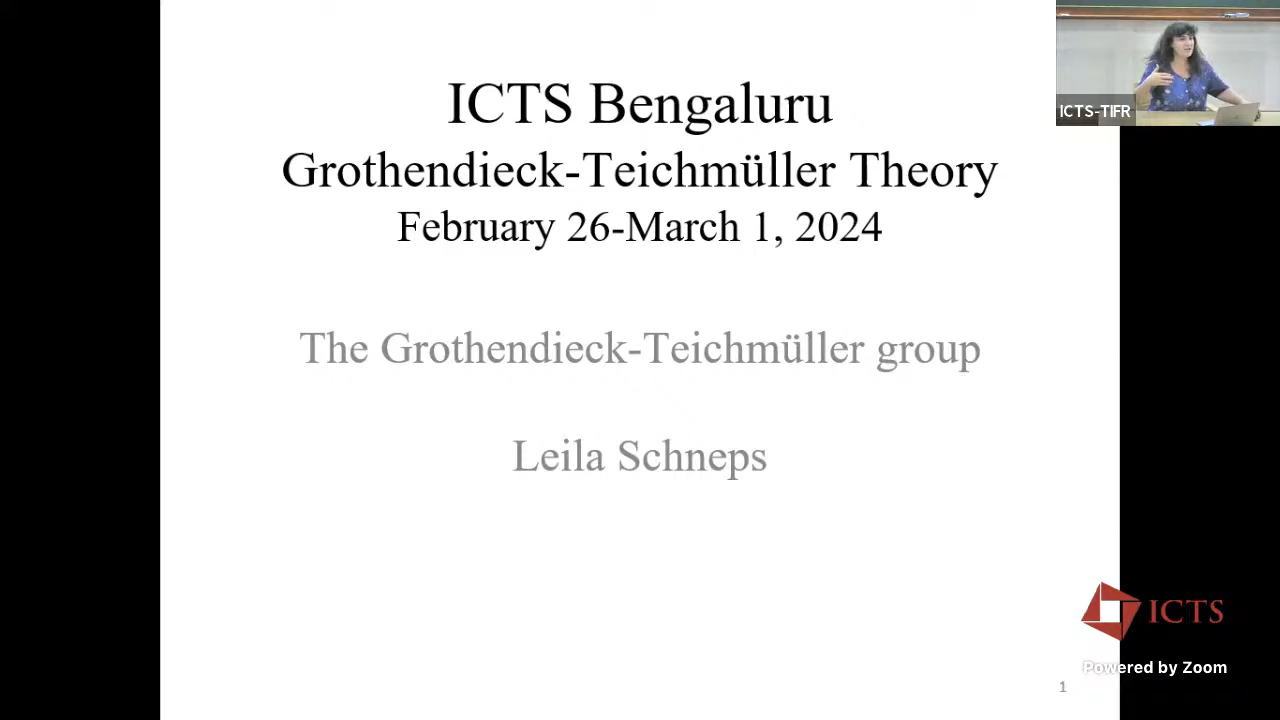 ICTS Bengaluru
Grothendieck-Teichmüller Theory
February 26-March 1, 2024
The Grothendieck-Teichmüller group
Leila Schneps
ICTS-TIFR
ICTS
Powered by Zoom
1